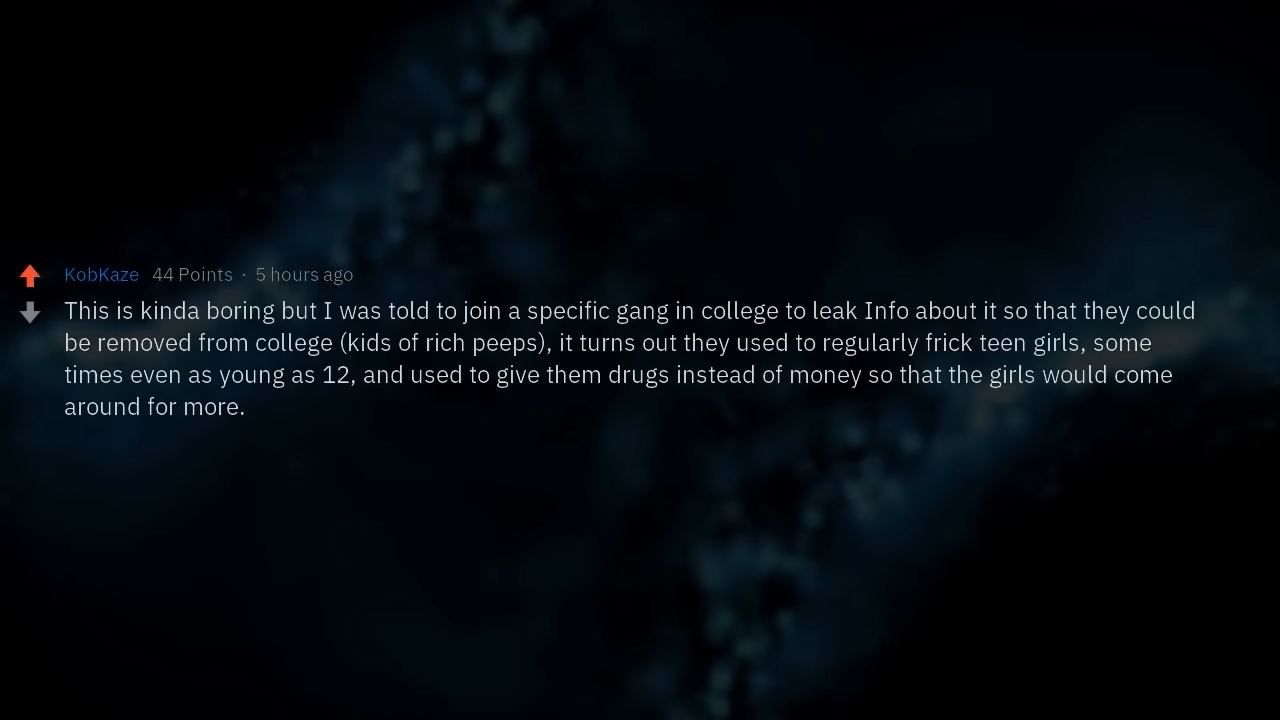 KobKaze 44 Points · 5 hours ago
This is kinda boring but I was told to join a specific gang in college to leak Info about it so that they could
be removed from college (kids of rich peeps), it turns out they used to regularly frick teen girls, some
times even as young as 12, and used to give them drugs instead of money so that the girls would come
around for more.